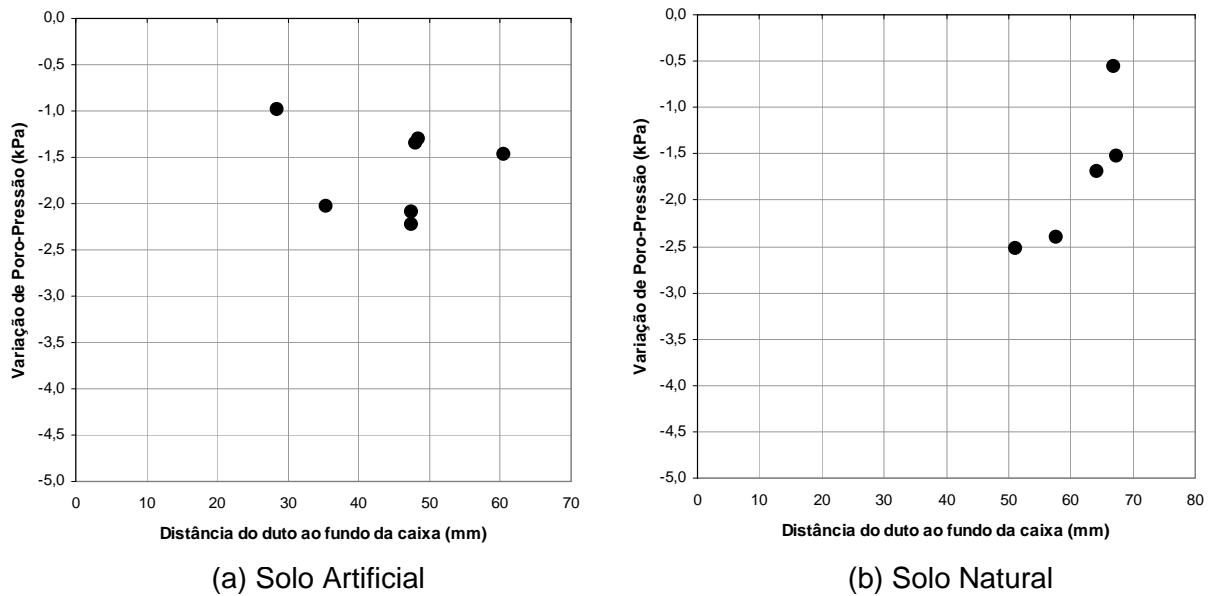 0,0
-0,5
-1,0
-1,5
-2,0
-2,5
-3,0
-3,5
-4,0
-4,5
-5,0
Variação de Poro-Pressão (kPa)
0 10 20 30 40 50 60 70
Distância do duto ao fundo da caixa (mm)
(a) Solo Artificial
0,0
-0,5
-1,0
-1,5
-2,0
-2,5
-3,0
-3,5
-4,0
-4,5
-5,0
Variação de Poro-Pressão (kPa)
0 10 20 30 40 50 60 70 80
Distância do duto ao fundo da caixa (mm)
(b) Solo Natural